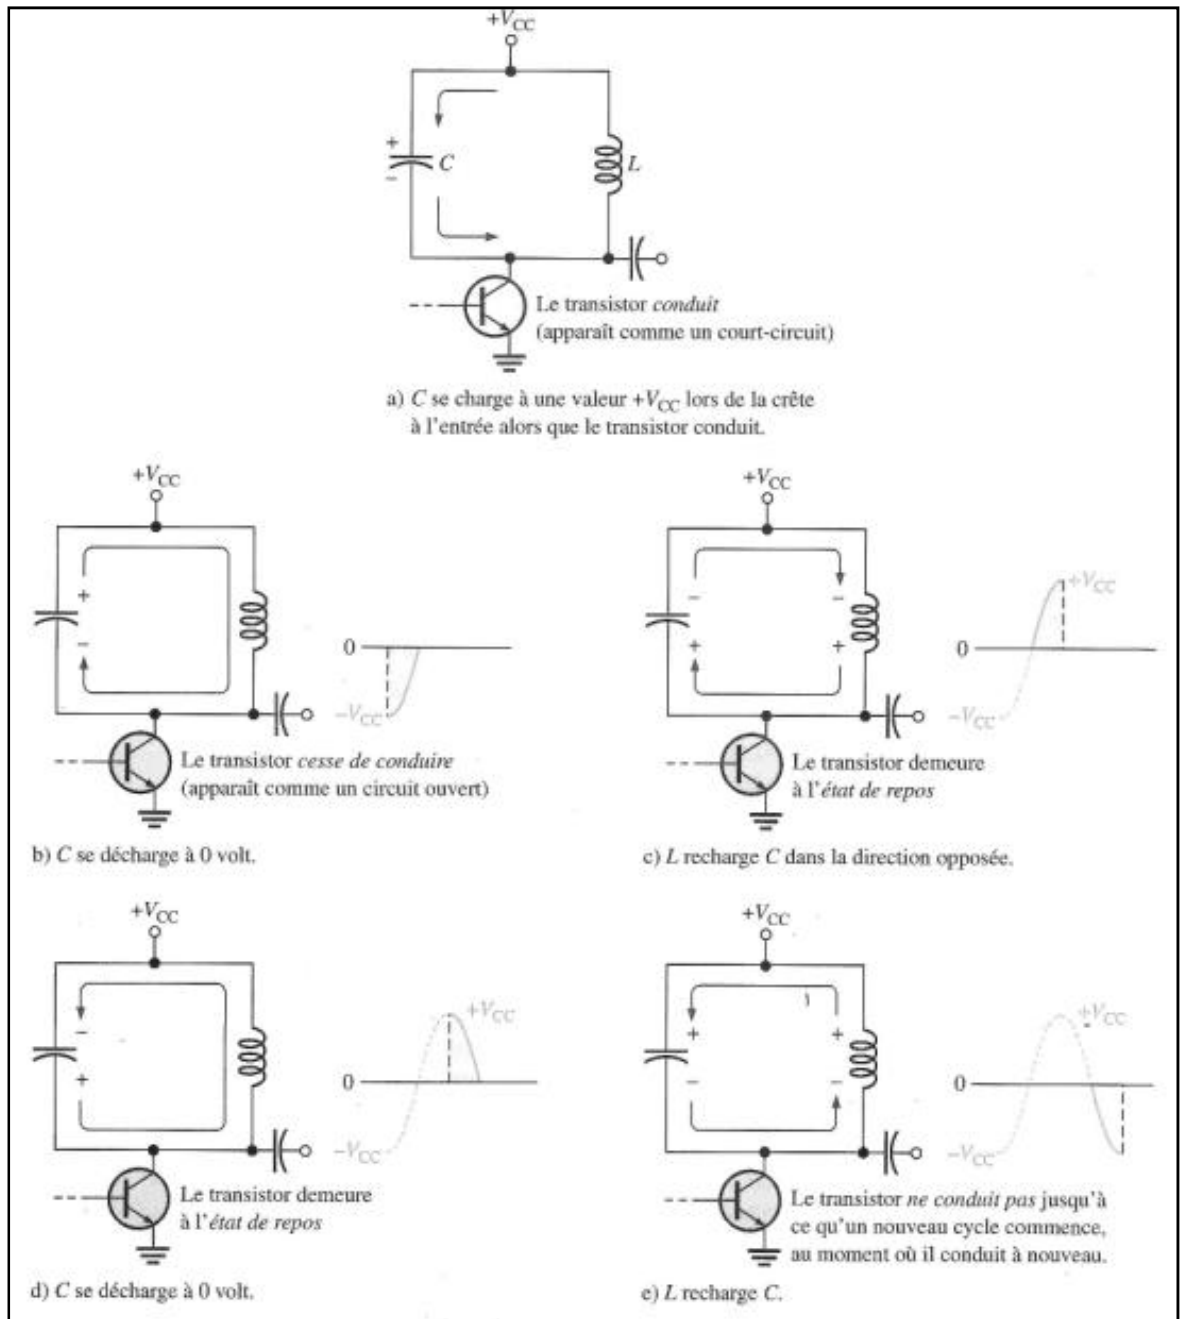 +VCC
+
C
−
L
Le transistor conduit
(apparaît comme un court-circuit)
a) C se charge à une valeur +VCC lors de la crête
à l'entrée alors que le transistor conduit.
+VCC
+
−
0
−VCC
Le transistor cesse de conduire
(apparaît comme un circuit ouvert)
b) C se décharge à 0 volt.
+VCC
−
−
+
+
+VCC
0
−VCC
Le transistor demeure
à l'état de repos
c) L recharge C dans la direction opposée.
+VCC
−
+
+VCC
0
−VCC
Le transistor demeure
à l'état de repos
d) C se décharge à 0 volt.
+VCC
+
+
−
−
+VCC
0
−VCC
Le transistor ne conduit pas jusqu'à
ce qu'un nouveau cycle commence,
au moment où il conduit à nouveau.
e) L recharge C.